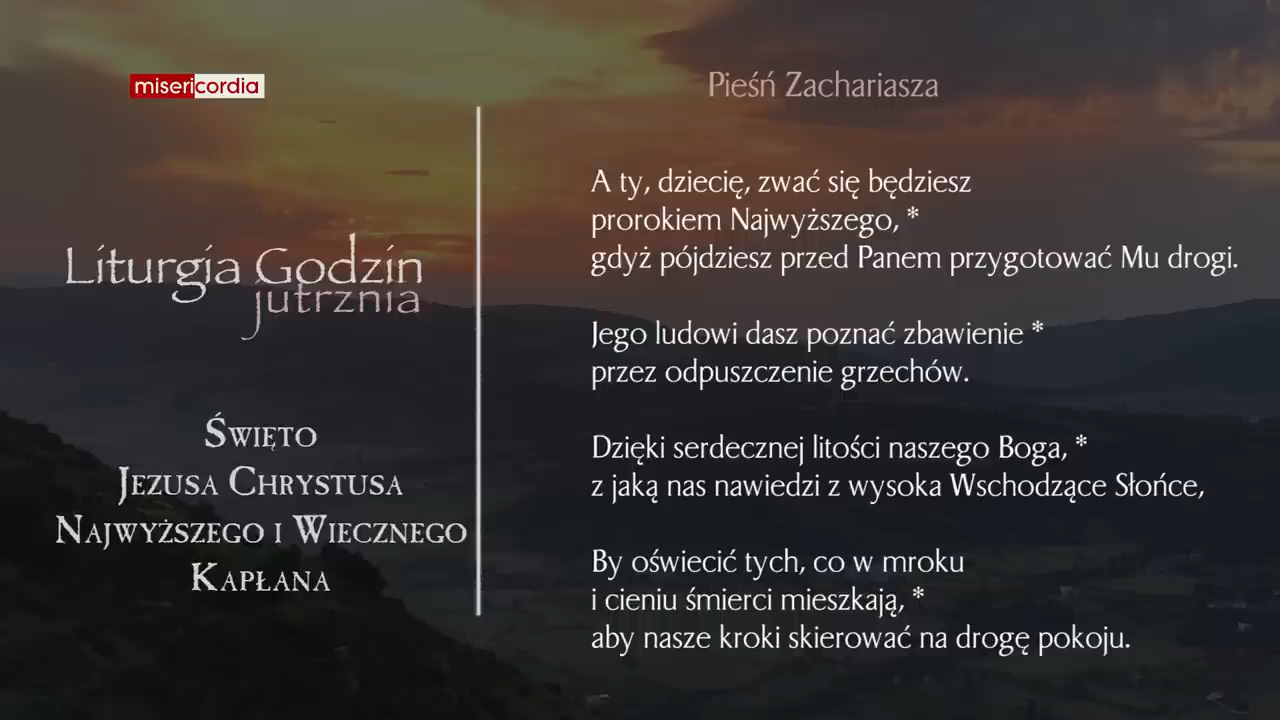 misericordia
Liturgia Godzin
jutrznia
Święto
Jezusa Chrystusa
Najwyższego i Wiecznego
Kapłana
Pieśń Zachariasza
A ty, dziecię, zwać się będziesz
prorokiem Najwyższego, *
gdyż pójdziesz przed Panem przygotować Mu drogi.
Jego ludowi dasz poznać zbawienie *
przez odpuszczenie grzechów.
Dzięki serdecznej litości naszego Boga, *
z jaką nas nawiedzi z wysoka Wschodzące Słońce,
By oświecić tych, co w mroku
i cieniu śmierci mieszkają, *
aby nasze kroki skierować na drogę pokoju.